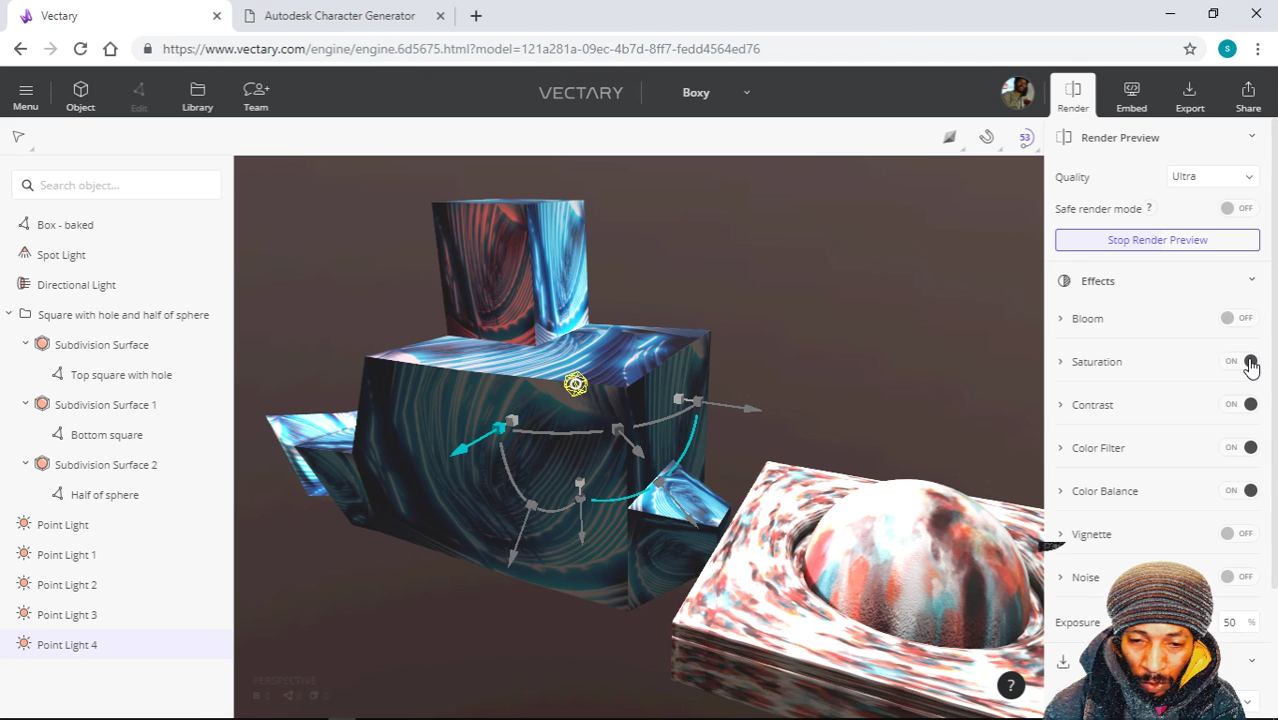 Vectary
Autodesk Character Generator
https://www.vectary.com/engine/engine.6d5675.html?model=121a281a-09ec-4b7d-8ff7-fedd4564ed76
S
Menu
Object
Edit
Library
Team
VECTARY
Boxy
Render
Embed
Export
Share
53
Search object...
Box - baked
Spot Light
Directional Light
Square with hole and half of sphere
Subdivision Surface
Top square with hole
Subdivision Surface 1
Bottom square
Subdivision Surface 2
Half of sphere
Point Light
Point Light 1
Point Light 2
Point Light 3
Point Light 4
PERSPECTIVE
0 0 0
?
Render Preview
Quality Ultra
Safe render mode ? OFF
Stop Render Preview
Effects
Bloom OFF
Saturation ON
Contrast ON
Color Filter ON
Color Balance ON
Vignette OFF
Noise OFF
Exposure 50 %